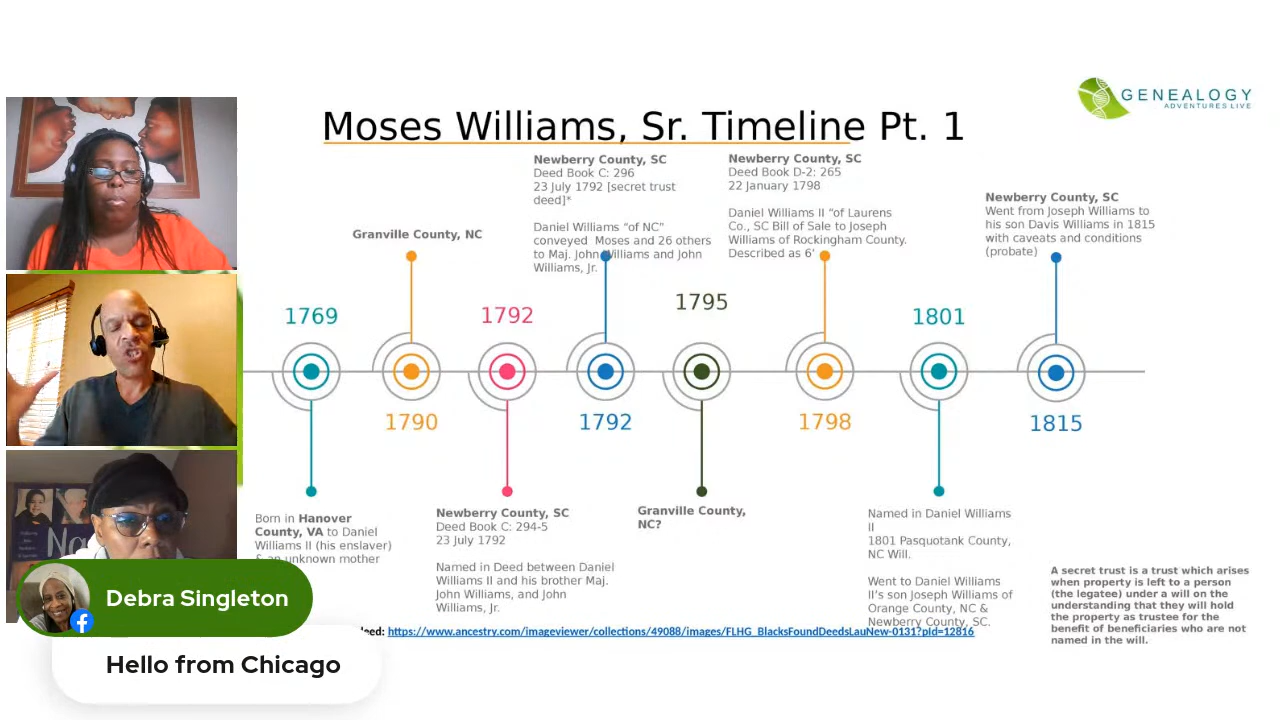 GENEALOGY
ADVENTURES LIVE
Moses Williams, Sr. Timeline Pt. 1
Granville County, NC
Newberry County, SC
Deed Book C: 296
23 July 1792 [secret trust
deed]*
Daniel Williams “of NC”
conveyed Moses and 26 others
to Maj. John Williams and John
Williams, Jr.
Newberry County, SC
Deed Book D-2: 265
22 January 1798
Daniel Williams II “of Laurens
Co., SC Bill of Sale to Joseph
Williams of Rockingham County.
Described as 6’
Newberry County, SC
Went from Joseph Williams to
his son Davis Williams in 1815
with caveats and conditions
(probate)
1769
1790
1792
1792
1795
1798
1801
1815
Born in Hanover
County, VA to Daniel
Williams II (his enslaver)
& an unknown mother
Newberry County, SC
Deed Book C: 294-5
23 July 1792
Named in Deed between Daniel
Williams II and his brother Maj.
John Williams, and John
Williams, Jr.
Granville County,
NC?
Named in Daniel Williams
II
1801 Pasquotank County,
NC Will.
Went to Daniel Williams
II’s son Joseph Williams of
Orange County, NC &
Newberry County, SC.
A secret trust is a trust which arises
when property is left to a person
(the legatee) under a will on the
understanding that they will hold
the property as trustee for the
benefit of beneficiaries who are not
named in the will.
eed: https://www.ancestry.com/imageviewer/collections/49088/images/FLHG_BlacksFoundDeedsLauNew-0131?pId=12816
Na
Debra Singleton
Hello from Chicago